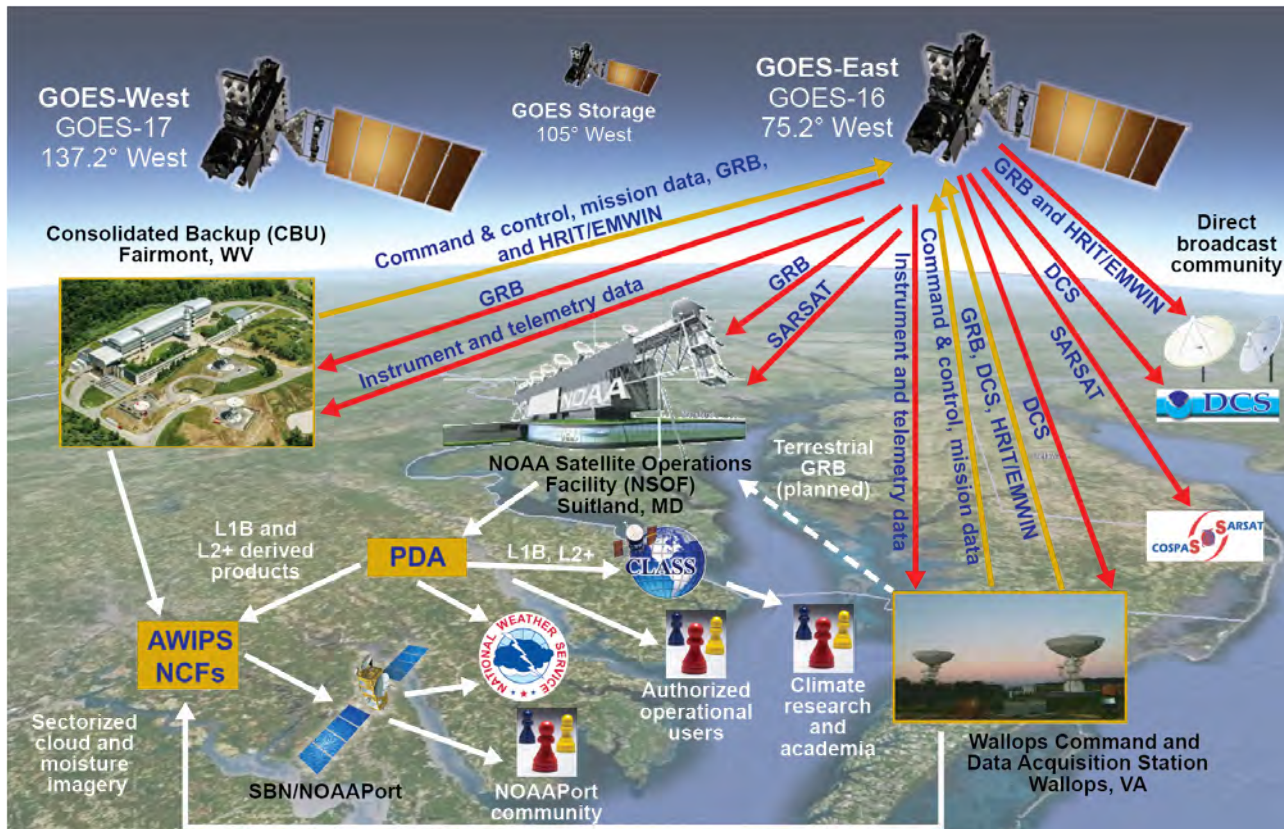 GOES-West
GOES-17
137.2° West
GOES Storage
105° West
GOES-East
GOES-16
75.2° West
Command & control, mission data, GRB,
and HRIT/EMWIN
GRB
Instrument and telemetry data
GRB
SARSAT
Instrument and telemetry data
Command & control, mission data
GRB, DCS, HRIT/EMWIN
DCS
GRB and HRIT/EMWIN
DCS
SARSAT
Direct
broadcast
community
DCS
COSPAS SARSAT
Consolidated Backup (CBU)
Fairmont, WV
NOAA
NOAA Satellite Operations
Facility (NSOF)
Suitland, MD
Terrestrial
GRB
(planned)
L1B and
L2+ derived
products
PDA
L1B, L2+
CLASS
AWIPS
NCFs
NATIONAL WEATHER SERVICE
Authorized
operational
users
Climate
research
and
academia
Sectorized
cloud and
moisture
imagery
SBN/NOAAPort
NOAAPort
community
Wallops Command and
Data Acquisition Station
Wallops, VA